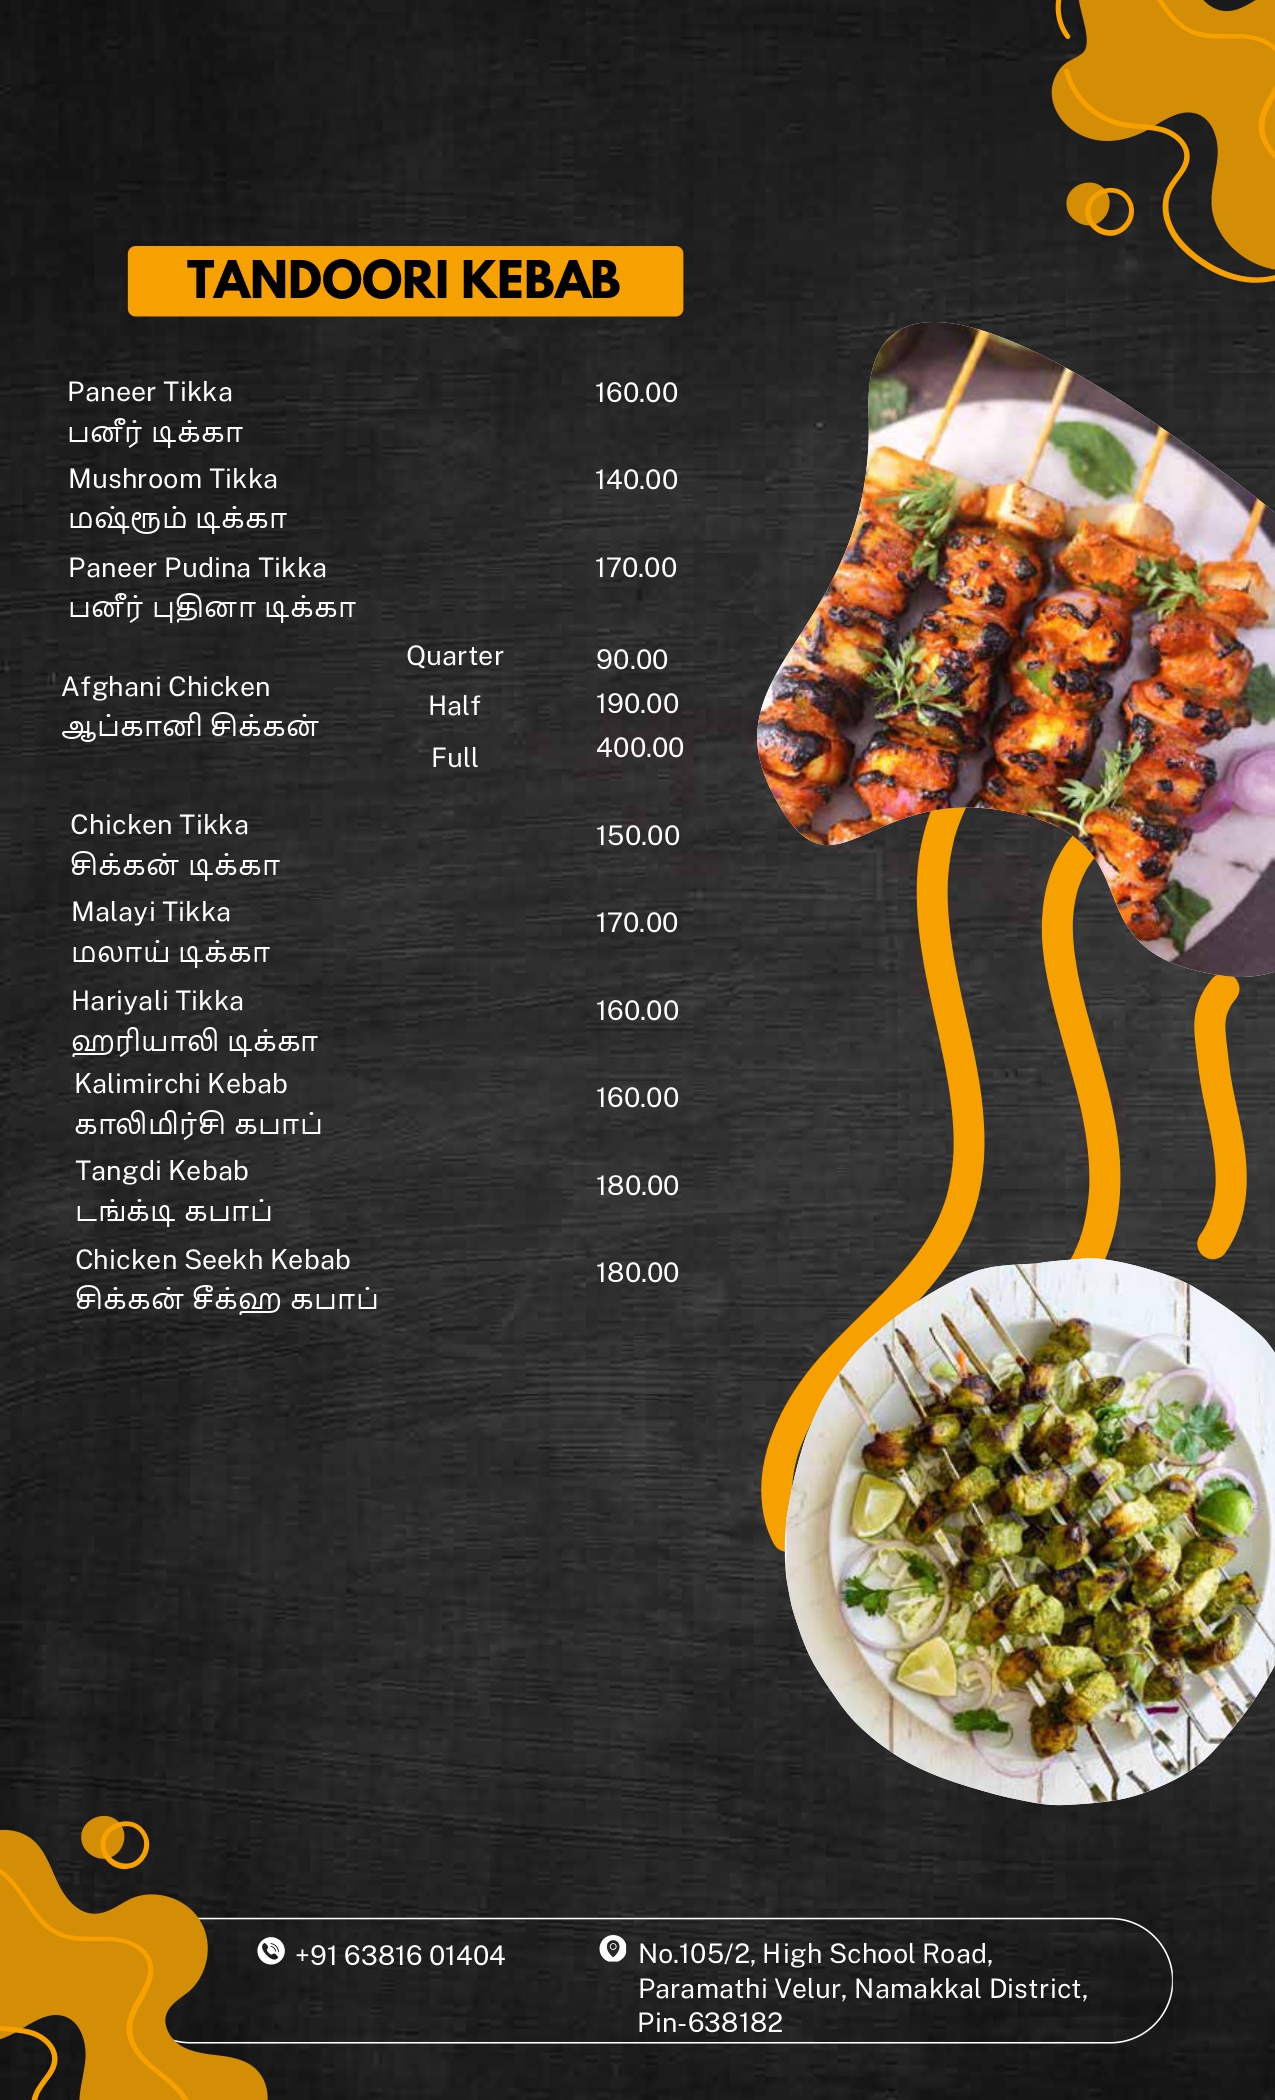 TANDOORI KEBAB
Paneer Tikka 160.00
பனீர் டிக்கா
Mushroom Tikka 140.00
மஷ்ரூம் டிக்கா
Paneer Pudina Tikka 170.00
பனீர் புதினா டிக்கா
Quarter 90.00
Afghani Chicken
Half 190.00
ஆப்கானி சிக்கன்
Full 400.00
Chicken Tikka 150.00
சிக்கன் டிக்கா
Malayi Tikka 170.00
மலாய் டிக்கா
Hariyali Tikka 160.00
ஹரியாலி டிக்கா
Kalimirchi Kebab 160.00
காலிமிர்சி கபாப்
Tangdi Kebab 180.00
டங்க்டி கபாப்
Chicken Seekh Kebab 180.00
சிக்கன் சீக்ஹ கபாப்
+91 63816 01404
No.105/2, High School Road,
Paramathi Velur, Namakkal District,
Pin-638182